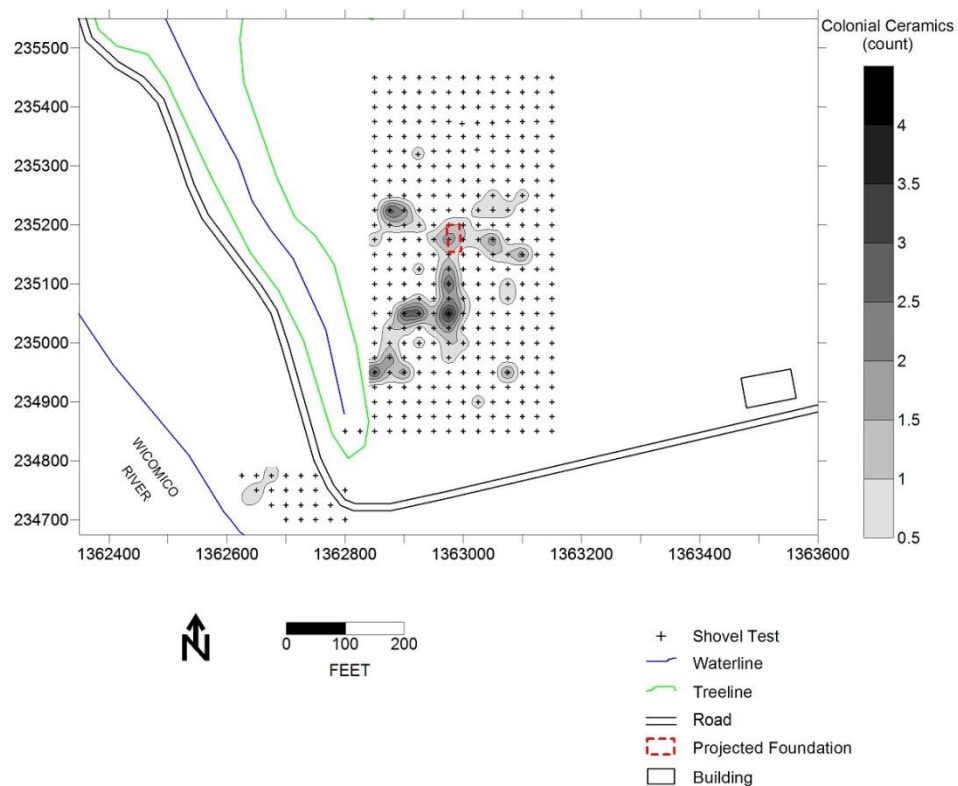 Colonial Ceramics
(count)
235500
235400
235300
235200
235100
235000
234900
234800
234700
4
3.5
3
2.5
2
1.5
1
0.5
WICOMICO
RIVER
1362400 1362600 1362800 1363000 1363200 1363400 1363600
N
0 100 200
FEET
Shovel Test
Waterline
Treeline
Road
Projected Foundation
Building